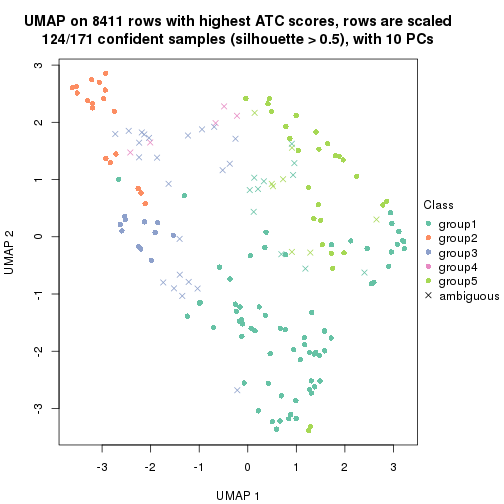 UMAP on 8411 rows with highest ATC scores, rows are scaled
124/171 confident samples (silhouette > 0.5), with 10 PCs
3
2
1
0
-1
-2
-3
UMAP 2
-3
-2
-1
0
1
2
3
UMAP 1
Class
group1
group2
group3
group4
group5
ambiguous